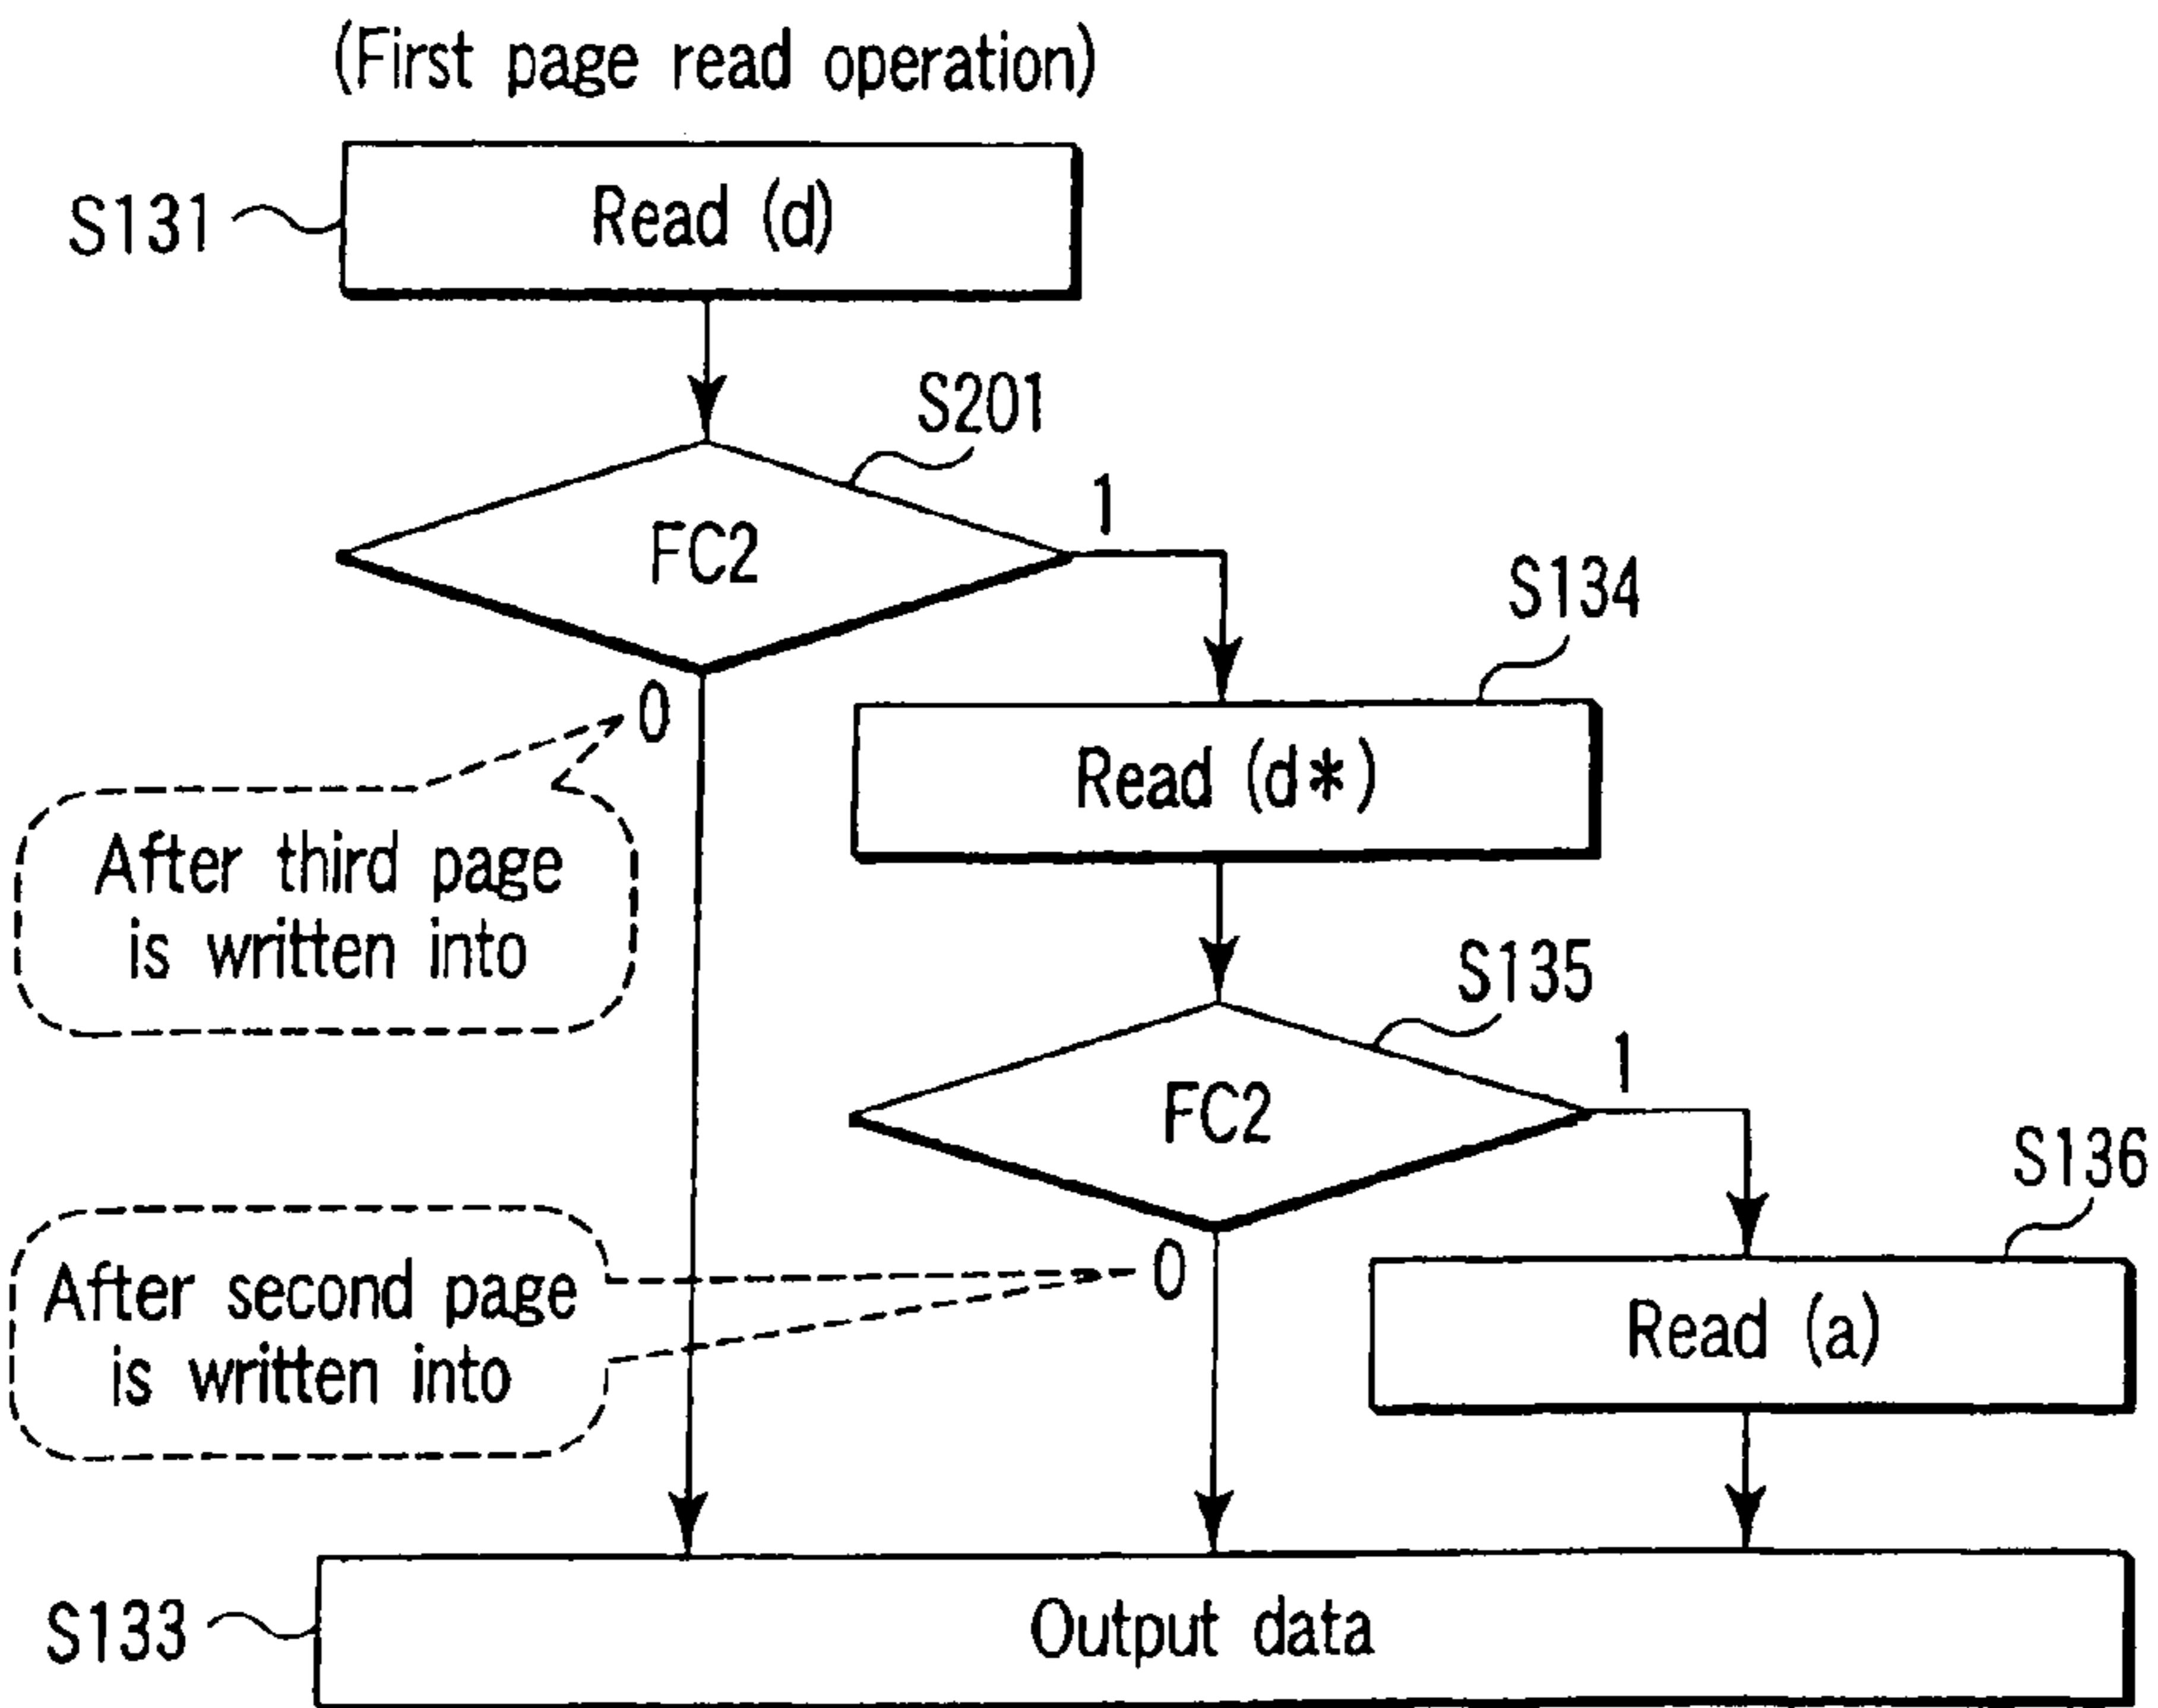 (First page read operation)
S131
Read (d)
S201
FC2
1
0
S134
Read (d*)
After third page
is written into
S135
FC2
1
0
S136
Read (a)
After second page
is written into
S133
Output data